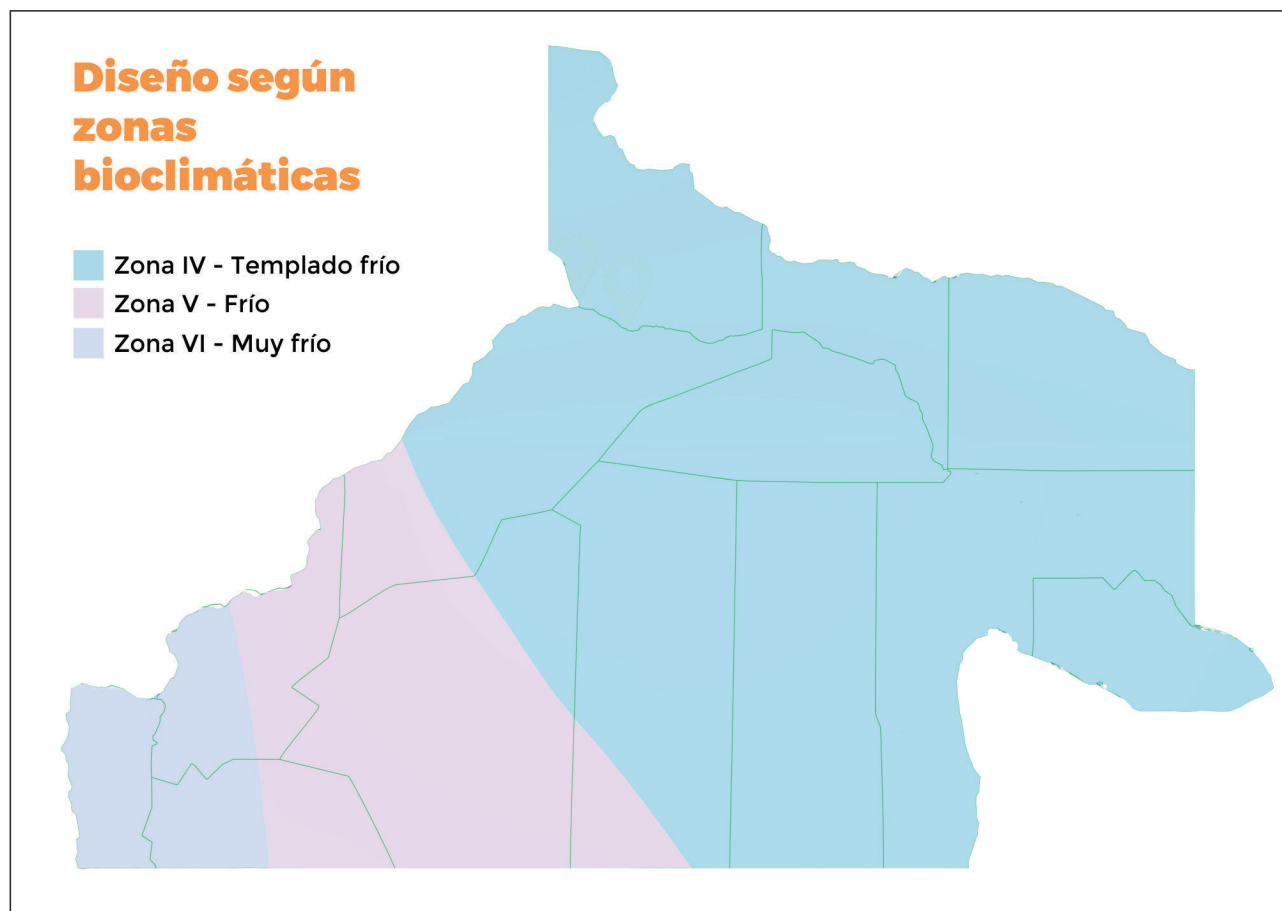 Diseño según
zonas
bioclimáticas
Zona IV - Templado frío
Zona V - Frío
Zona VI - Muy frío